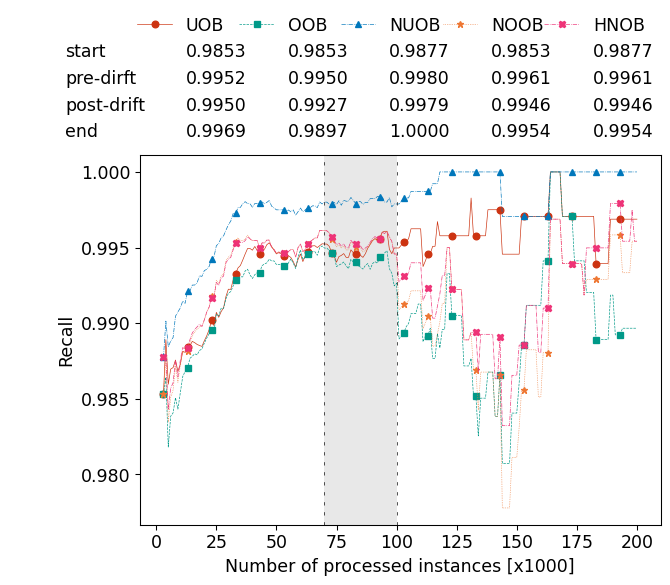 UOB OOB NUOB NOOB HNOB
start 0.9853 0.9853 0.9877 0.9853 0.9877
pre-dirft 0.9952 0.9950 0.9980 0.9961 0.9961
post-drift 0.9950 0.9927 0.9979 0.9946 0.9946
end 0.9969 0.9897 1.0000 0.9954 0.9954
1.000
0.995
0.990
0.985
0.980
Recall
0 25 50 75 100 125 150 175 200
Number of processed instances [x1000]